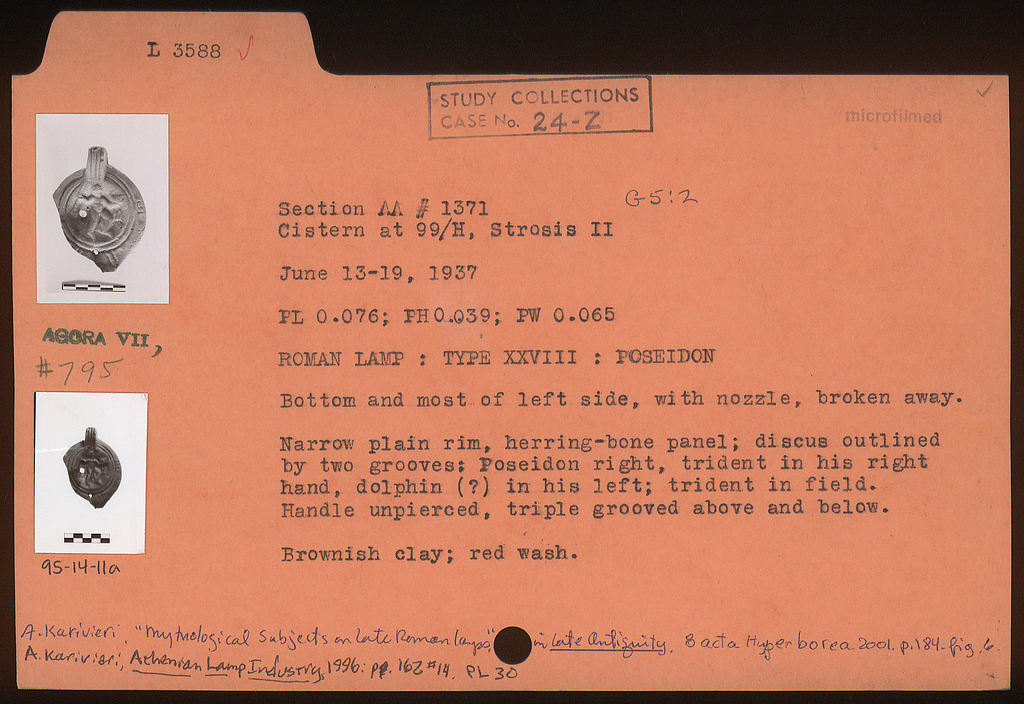 L 3588 ✓
STUDY COLLECTIONS
CASE No. 24-Z
microfilmed
Section AA # 1371
G-5:2
Cistern at 99/H, Strosis II
June 13-19, 1937
PL 0.076; PH 0.039; PW 0.065
AGORA VII,
#795
ROMAN LAMP : TYPE XXVIII : POSEIDON
Bottom and most of left side, with nozzle, broken away.
Narrow plain rim, herring-bone panel; discus outlined
by two grooves: Poseidon right, trident in his right
hand, dolphin (?) in his left; trident in field.
Handle unpierced, triple grooved above and below.
Brownish clay; red wash.
95-14-11a
A. Karivieri, "Mythological Subjects on Late Roman lamps," in Late Antiquity, Bacta Hyperborea 2001. p.184. fig. 6.
A. Karivieri, Athenian Lamp Industry, 1996: p. 162 #14, PL 30